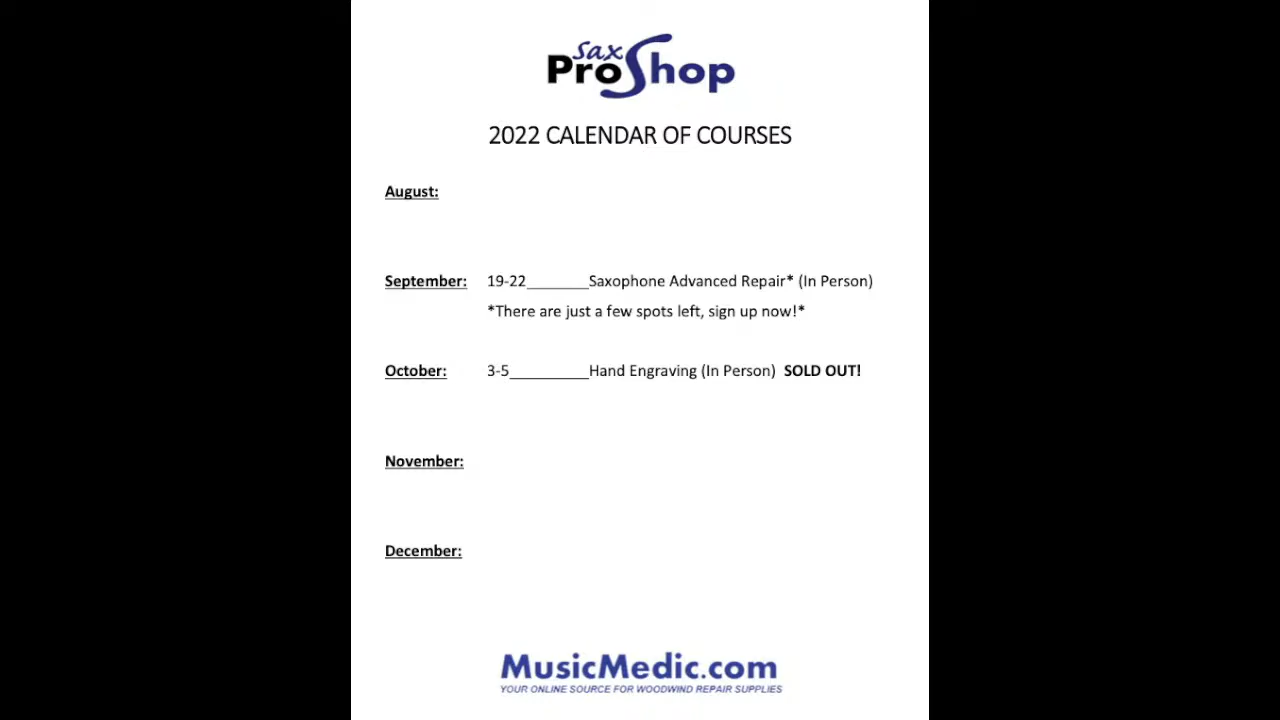 Sax
ProShop
2022 CALENDAR OF COURSES
August:
September: 19-22_______Saxophone Advanced Repair* (In Person)
*There are just a few spots left, sign up now!*
October: 3-5_________Hand Engraving (In Person) SOLD OUT!
November:
December:
MusicMedic.com
YOUR ONLINE SOURCE FOR WOODWIND REPAIR SUPPLIES